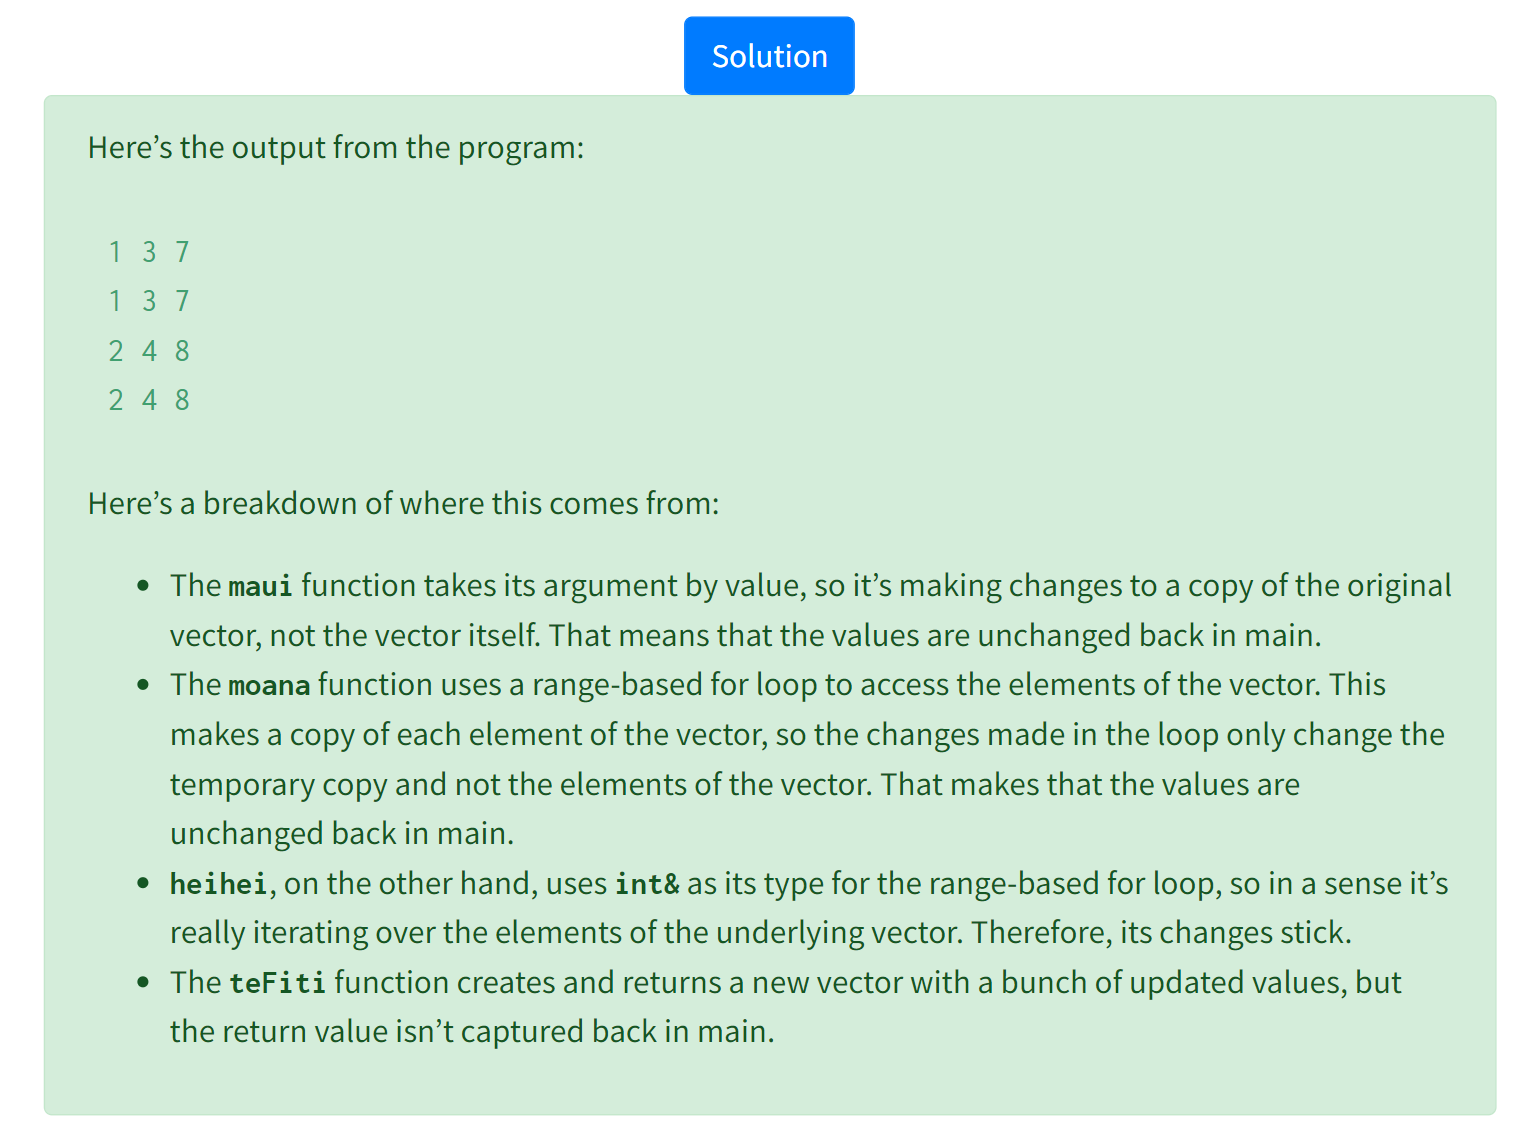 Solution
Here’s the output from the program:
1 3 7
1 3 7
2 4 8
2 4 8
Here’s a breakdown of where this comes from:
The maui function takes its argument by value, so it’s making changes to a copy of the original
vector, not the vector itself. That means that the values are unchanged back in main.
The moana function uses a range-based for loop to access the elements of the vector. This
makes a copy of each element of the vector, so the changes made in the loop only change the
temporary copy and not the elements of the vector. That makes that the values are
unchanged back in main.
heihei, on the other hand, uses int& as its type for the range-based for loop, so in a sense it’s
really iterating over the elements of the underlying vector. Therefore, its changes stick.
The teFiti function creates and returns a new vector with a bunch of updated values, but
the return value isn’t captured back in main.